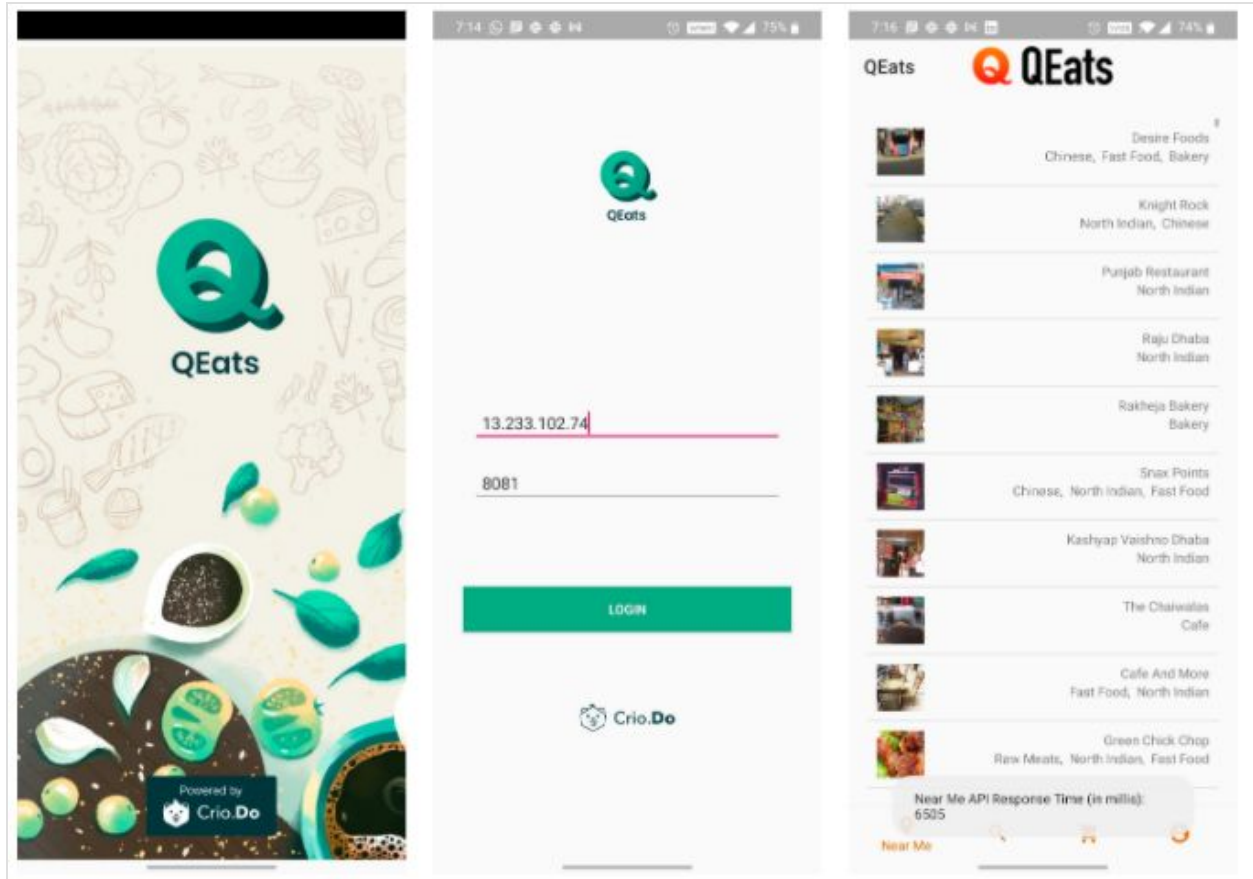 QEats
Powered by
Crio.Do
7:14
75%
QEats
13.233.102.74
8081
LOGIN
Crio.Do
7:16
74%
QEats
QEats
Desire Foods
Chinese, Fast Food, Bakery
Knight Rock
North Indian, Chinese
Punjab Restaurant
North Indian
Raju Dhaba
North Indian
Rakheja Bakery
Bakery
Snax Points
Chinese, North Indian, Fast Food
Kashyap Vaishno Dhaba
North Indian
The Chaiwalas
Cafe
Cafe And More
Fast Food, North Indian
Green Chick Chop
Raw Meats, North Indian, Fast Food
Near Me API Response Time (in millis):
6505
Near Me